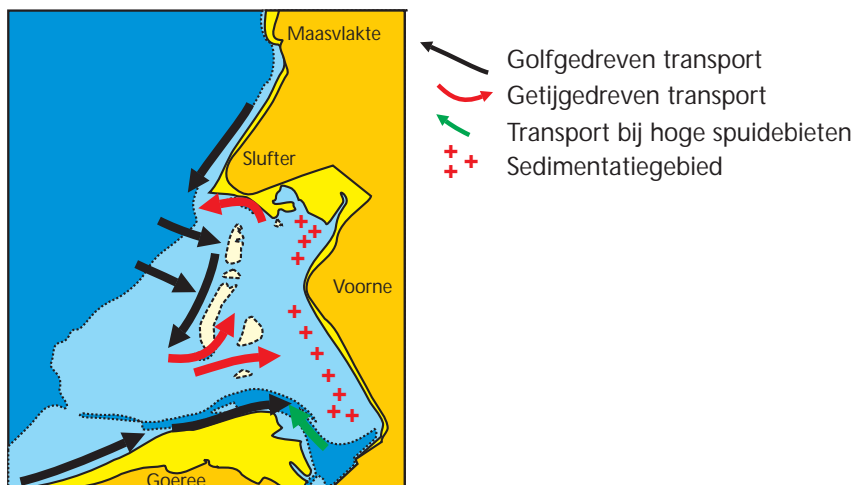 Maasvlakte
Slufter
Voorne
Goeree
Golfgedreven transport
Getijgedreven transport
Transport bij hoge spuidebieten
Sedimentatiegebied